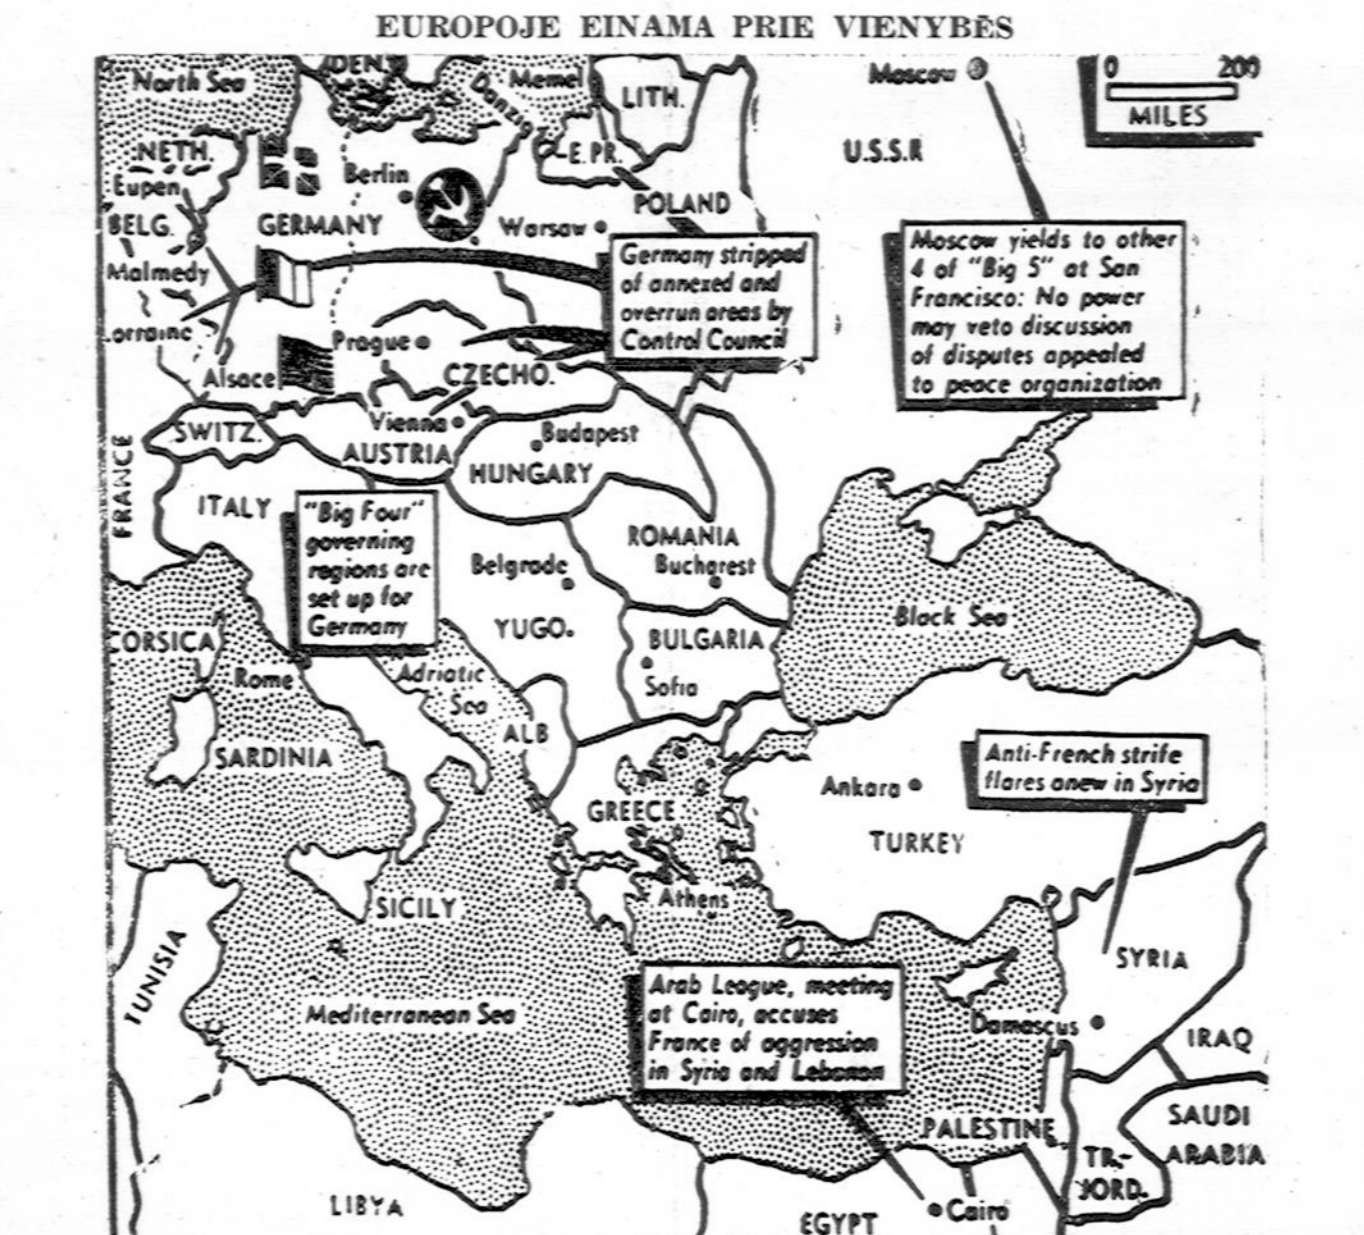 EUROPOJE EINAMA PRIE VIENYBĖS
North Sea
DEN.
Danzig
Memel
LITH.
Moscow
0 200
MILES
NETH.
Eupen
BELG.
Malmedy
Lorraine
Alsace
Berlin
GERMANY
E. PR.
POLAND
Warsaw
U.S.S.R
Germany stripped
of annexed and
overrun areas by
Control Council
Moscow yields to other
4 of "Big 5" at San
Francisco: No power
may veto discussion
of disputes appealed
to peace organization
Prague
CZECHO.
Vienna
SWITZ.
AUSTRIA
Budapest
HUNGARY
FRANCE
ITALY
"Big Four"
governing
regions are
set up for
Germany
ROMANIA
Bucharest
Belgrade
YUGO.
BULGARIA
Sofia
Black Sea
CORSICA
Rome
Adriatic
Sea
ALB
SARDINIA
GREECE
Athens
Ankara
TURKEY
Anti-French strife
flares anew in Syria
SICILY
TUNISIA
Mediterranean Sea
Arab League, meeting
at Cairo, accuses
France of aggression
in Syria and Lebanon
SYRIA
Damascus
IRAQ
PALESTINE
TR.-
JORD.
SAUDI
ARABIA
LIBYA
EGYPT
Cairo